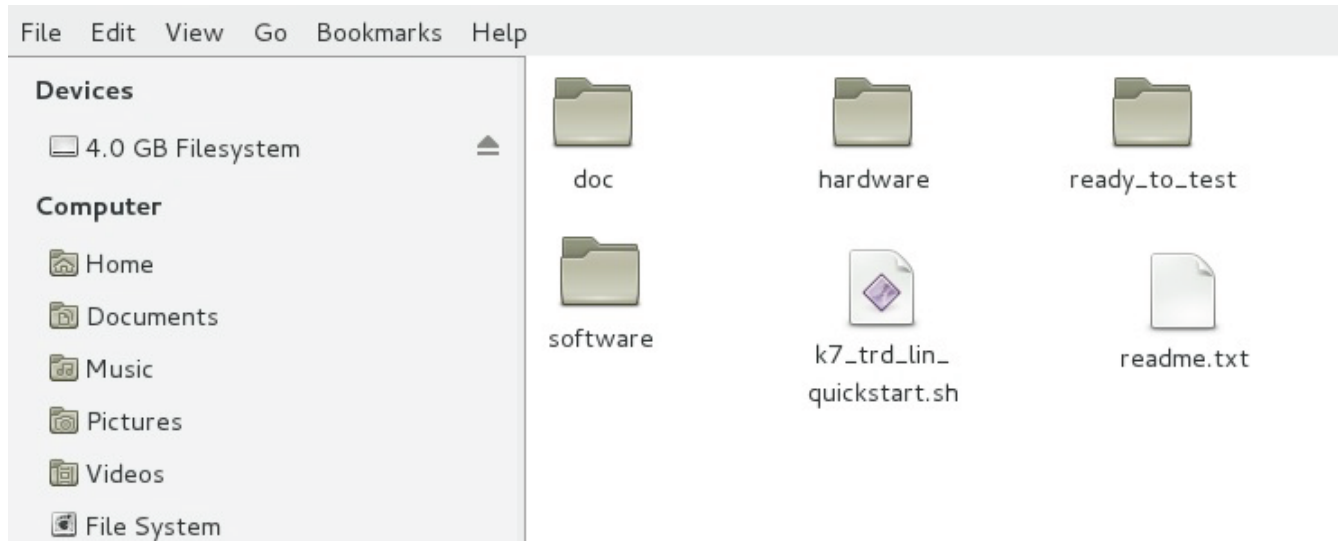 File Edit View Go Bookmarks Help
Devices
4.0 GB Filesystem
Computer
Home
Documents
Music
Pictures
Videos
File System
doc
hardware
ready_to_test
software
k7_trd_lin_
quickstart.sh
readme.txt